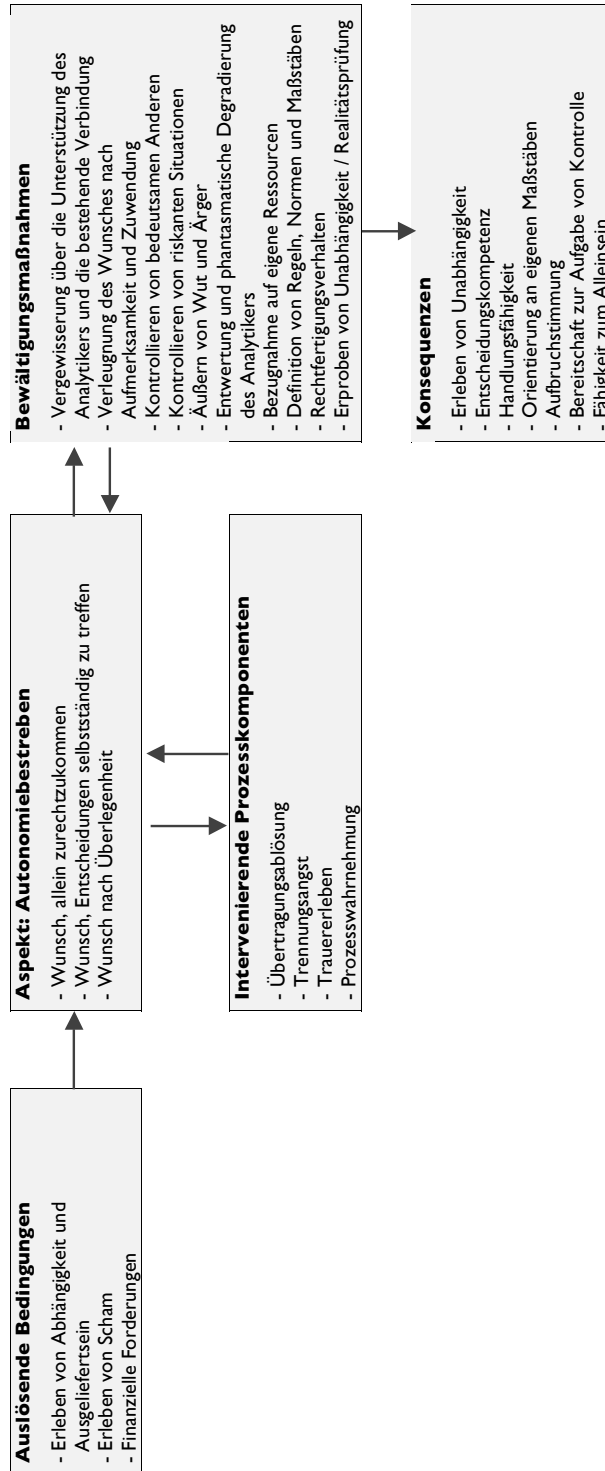 Auslösende Bedingungen
- Erleben von Abhängigkeit und
Ausgeliefertsein
- Erleben von Scham
- Finanzielle Forderungen
Aspekt: Autonomiebestreben
- Wunsch, allein zurechtzukommen
- Wunsch, Entscheidungen selbstständig zu treffen
- Wunsch nach Überlegenheit
Intervenierende Prozesskomponenten
- Übertragungsablösung
- Trennungsangst
- Trauererleben
- Prozesswahrnehmung
Bewältigungsmaßnahmen
- Vergewisserung über die Unterstützung des
Analytikers und die bestehende Verbindung
- Verleugnung des Wunsches nach
Aufmerksamkeit und Zuwendung
- Kontrollieren von bedeutsamen Anderen
- Kontrollieren von riskanten Situationen
- Äußern von Wut und Ärger
- Entwertung und phantasmatische Degradierung
des Analytikers
- Bezugnahme auf eigene Ressourcen
- Definition von Regeln, Normen und Maßstäben
- Rechtfertigungsverhalten
- Erproben von Unabhängigkeit / Realitätsprüfung
Konsequenzen
- Erleben von Unabhängigkeit
- Entscheidungskompetenz
- Handlungsfähigkeit
- Orientierung an eigenen Maßstäben
- Aufbruchstimmung
- Bereitschaft zur Aufgabe von Kontrolle
- Fähigkeit zum Alleinsein